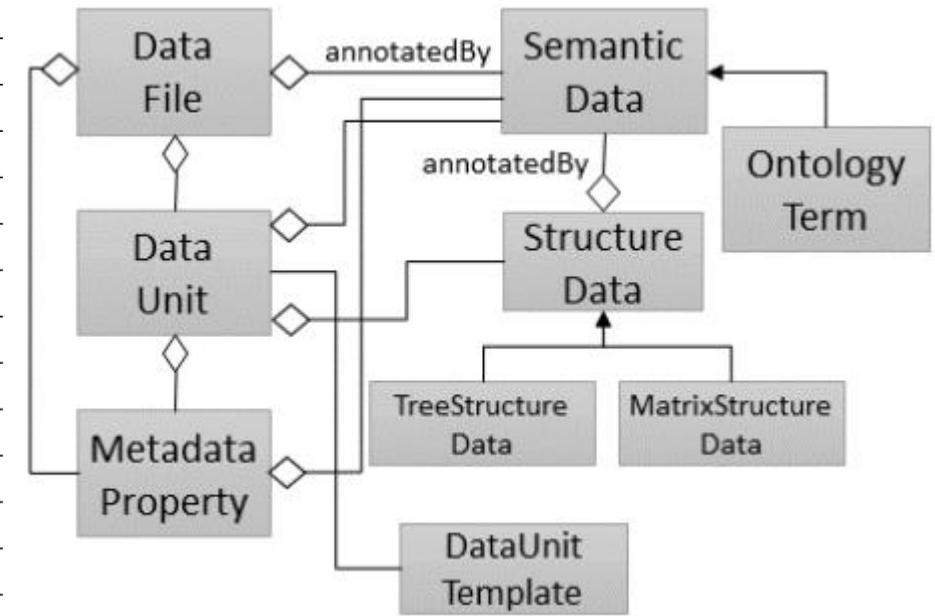 Data
File
annotatedBy
Semantic
Data
Ontology
Term
annotatedBy
Data
Unit
Structure
Data
TreeStructure
Data
MatrixStructure
Data
Metadata
Property
DataUnit
Template